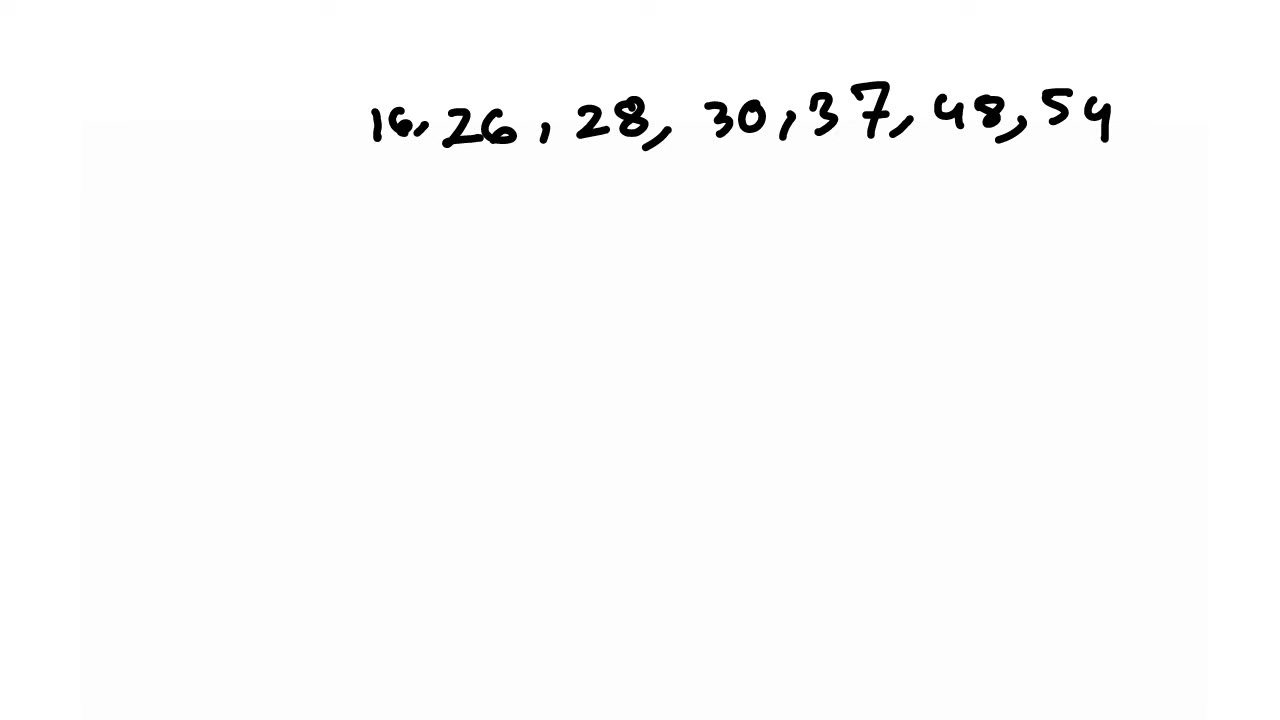 16, 26, 28, 30, 37, 48, 54